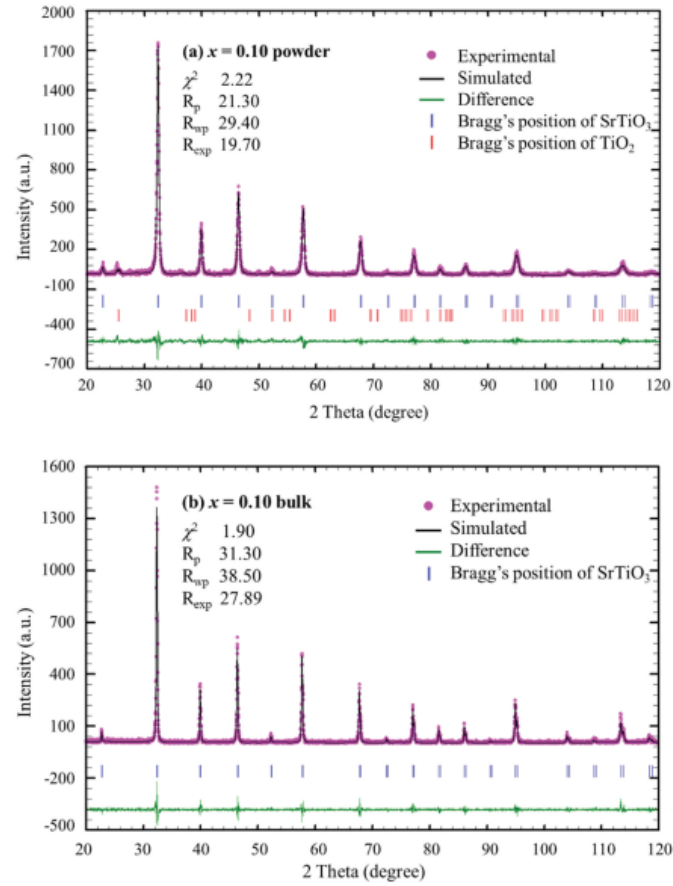 (a) x = 0.10 powder
χ² 2.22
Rp 21.30
Rwp 29.40
Rexp 19.70
Experimental
Simulated
Difference
Bragg's position of SrTiO3
Bragg's position of TiO2
Intensity (a.u.)
2000
1700
1400
1100
800
500
200
-100
-400
-700
20 30 40 50 60 70 80 90 100 110 120
2 Theta (degree)
(b) x = 0.10 bulk
χ² 1.90
Rp 31.30
Rwp 38.50
Rexp 27.89
Experimental
Simulated
Difference
Bragg's position of SrTiO3
Intensity (a.u.)
1600
1300
1000
700
400
100
-200
-500
20 30 40 50 60 70 80 90 100 110 120
2 Theta (degree)